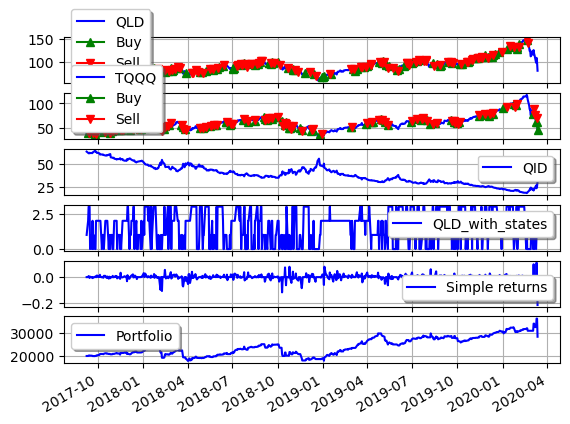 QLD
Buy
Sell
150
100
TQQQ
Buy
Sell
100
50
QID
50
25
QLD_with_states
2.5
0.0
Simple returns
0.0
−0.2
Portfolio
30000
20000
2017-10
2018-01
2018-04
2018-07
2018-10
2019-01
2019-04
2019-07
2019-10
2020-01
2020-04